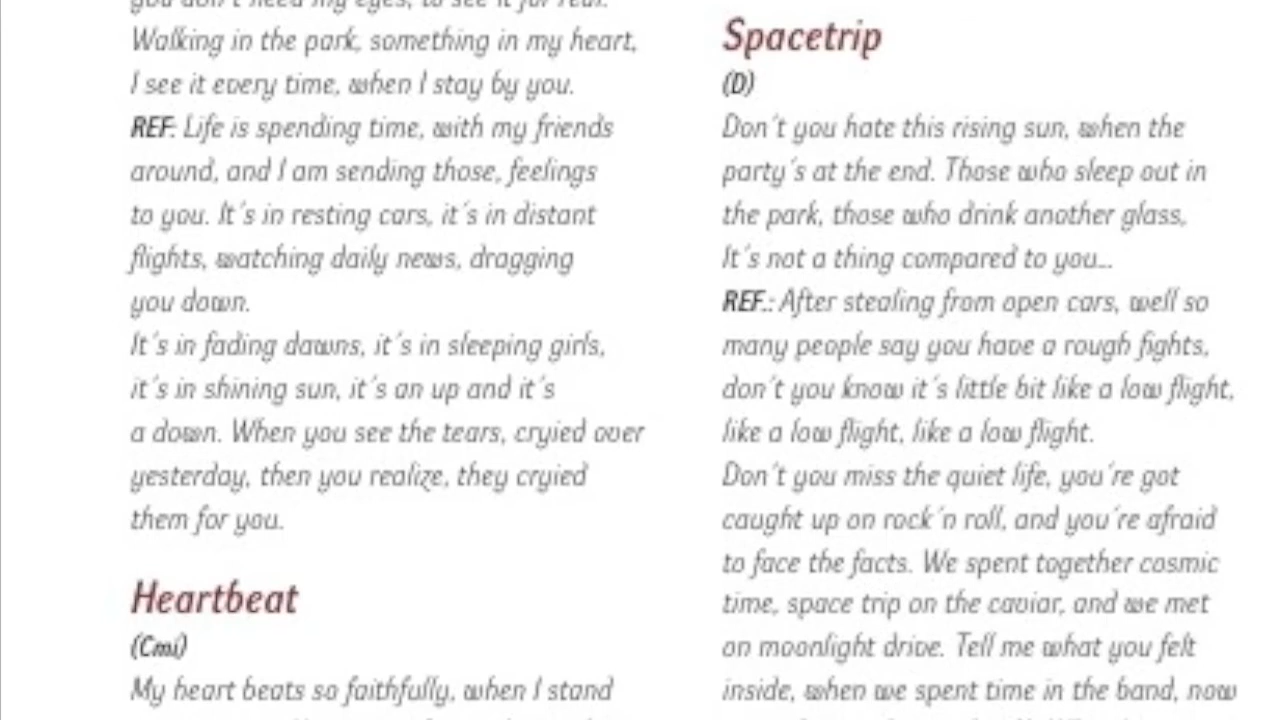 you don´t need my eyes, to see it for real.
Walking in the park, something in my heart,
I see it every time, when I stay by you.
REF: Life is spending time, with my friends
around, and I am sending those, feelings
to you. It´s in resting cars, it´s in distant
flights, watching daily news, dragging
you down.
It´s in fading dawns, it´s in sleeping girls,
it´s in shining sun, it´s an up and it´s
a down. When you see the tears, cryied over
yesterday, then you realize, they cryied
them for you.
Heartbeat
(Cmi)
My heart beats so faithfully, when I stand
Spacetrip
(D)
Don´t you hate this rising sun, when the
party´s at the end. Those who sleep out in
the park, those who drink another glass,
It´s not a thing compared to you...
REF.: After stealing from open cars, well so
many people say you have a rough fights,
don´t you know it´s little bit like a low flight,
like a low flight, like a low flight.
Don´t you miss the quiet life, you´re got
caught up on rock´n roll, and you´re afraid
to face the facts. We spent together cosmic
time, space trip on the caviar, and we met
on moonlight drive. Tell me what you felt
inside, when we spent time in the band, now